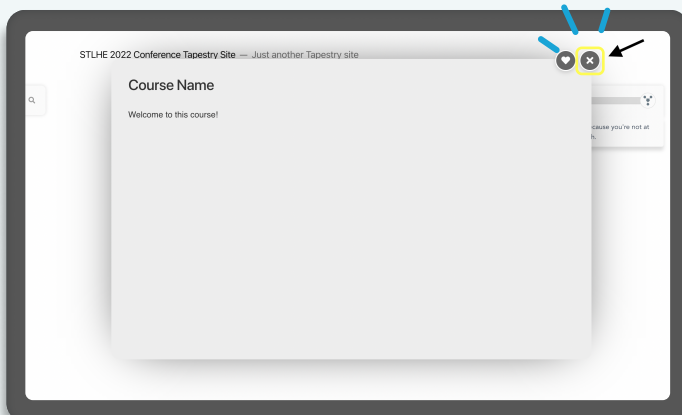 STLHE 2022 Conference Tapestry Site — Just another Tapestry site
Course Name
Welcome to this course!
cause you're not at
h.